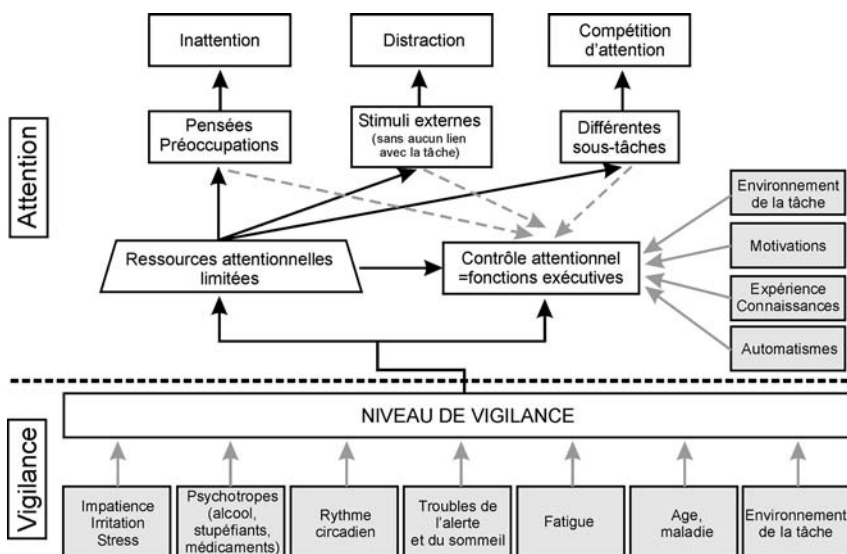 Inattention
Distraction
Compétition
d'attention
Pensées
Préoccupations
Stimuli externes
(sans aucun lien
avec la tâche)
Différentes
sous-tâches
Attention
Environnement
de la tâche
Motivations
Expérience
Connaissances
Automatismes
Ressources attentionnelles
limitées
Contrôle attentionnel
=fonctions exécutives
NIVEAU DE VIGILANCE
Vigilance
Impatience
Irritation
Stress
Psychotropes
(alcool,
stupéfiants,
médicaments)
Rythme
circadien
Troubles de
l'alerte
et du sommeil
Fatigue
Age,
maladie
Environnement
de la tâche